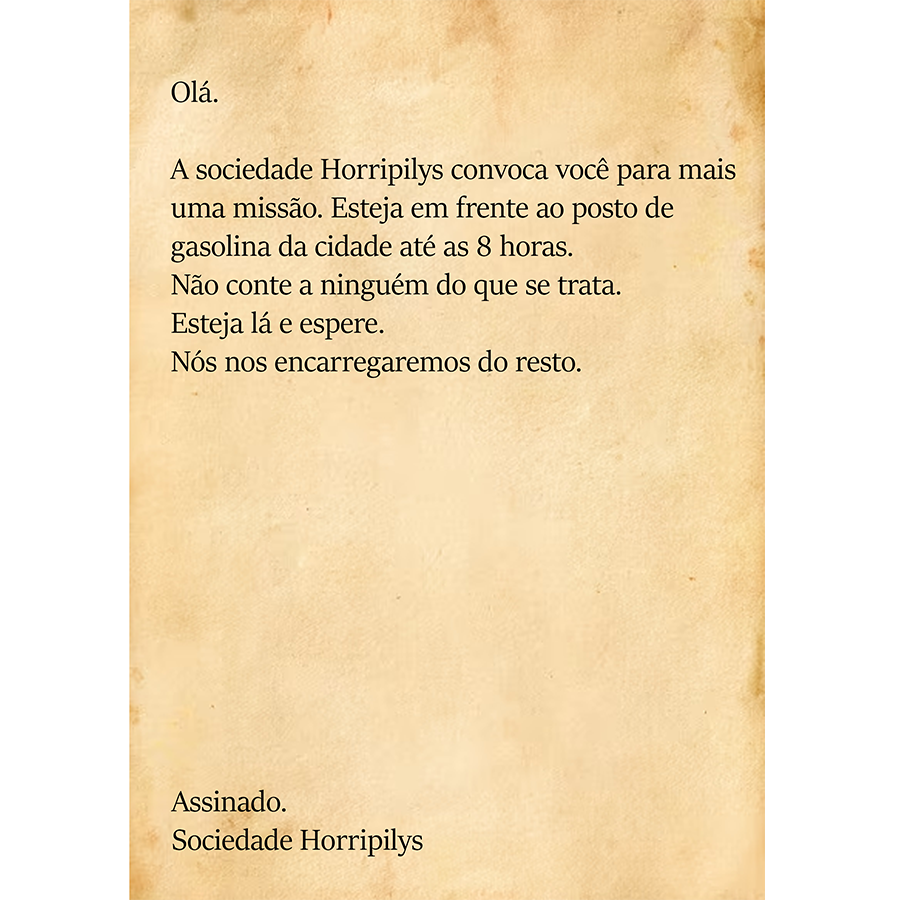 Olá.
A sociedade Horripilys convoca você para mais
uma missão. Esteja em frente ao posto de
gasolina da cidade até as 8 horas.
Não conte a ninguém do que se trata.
Esteja lá e espere.
Nós nos encarregaremos do resto.
Assinado.
Sociedade Horripilys